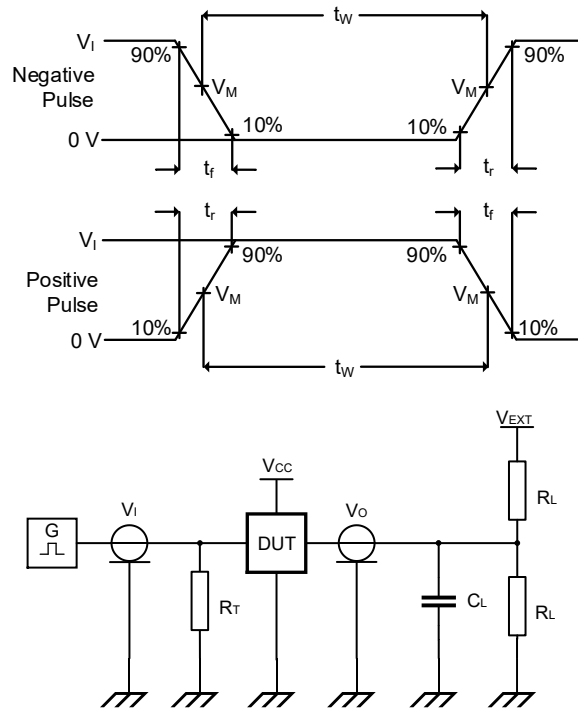 tW
VI
90%
90%
Negative
Pulse
VM
VM
10%
10%
0 V
tf
tr
tr
tf
VI
90%
90%
Positive
Pulse
VM
VM
10%
10%
0 V
tW
VEXT
VCC
RL
VI
VO
G
DUT
RT
CL
RL